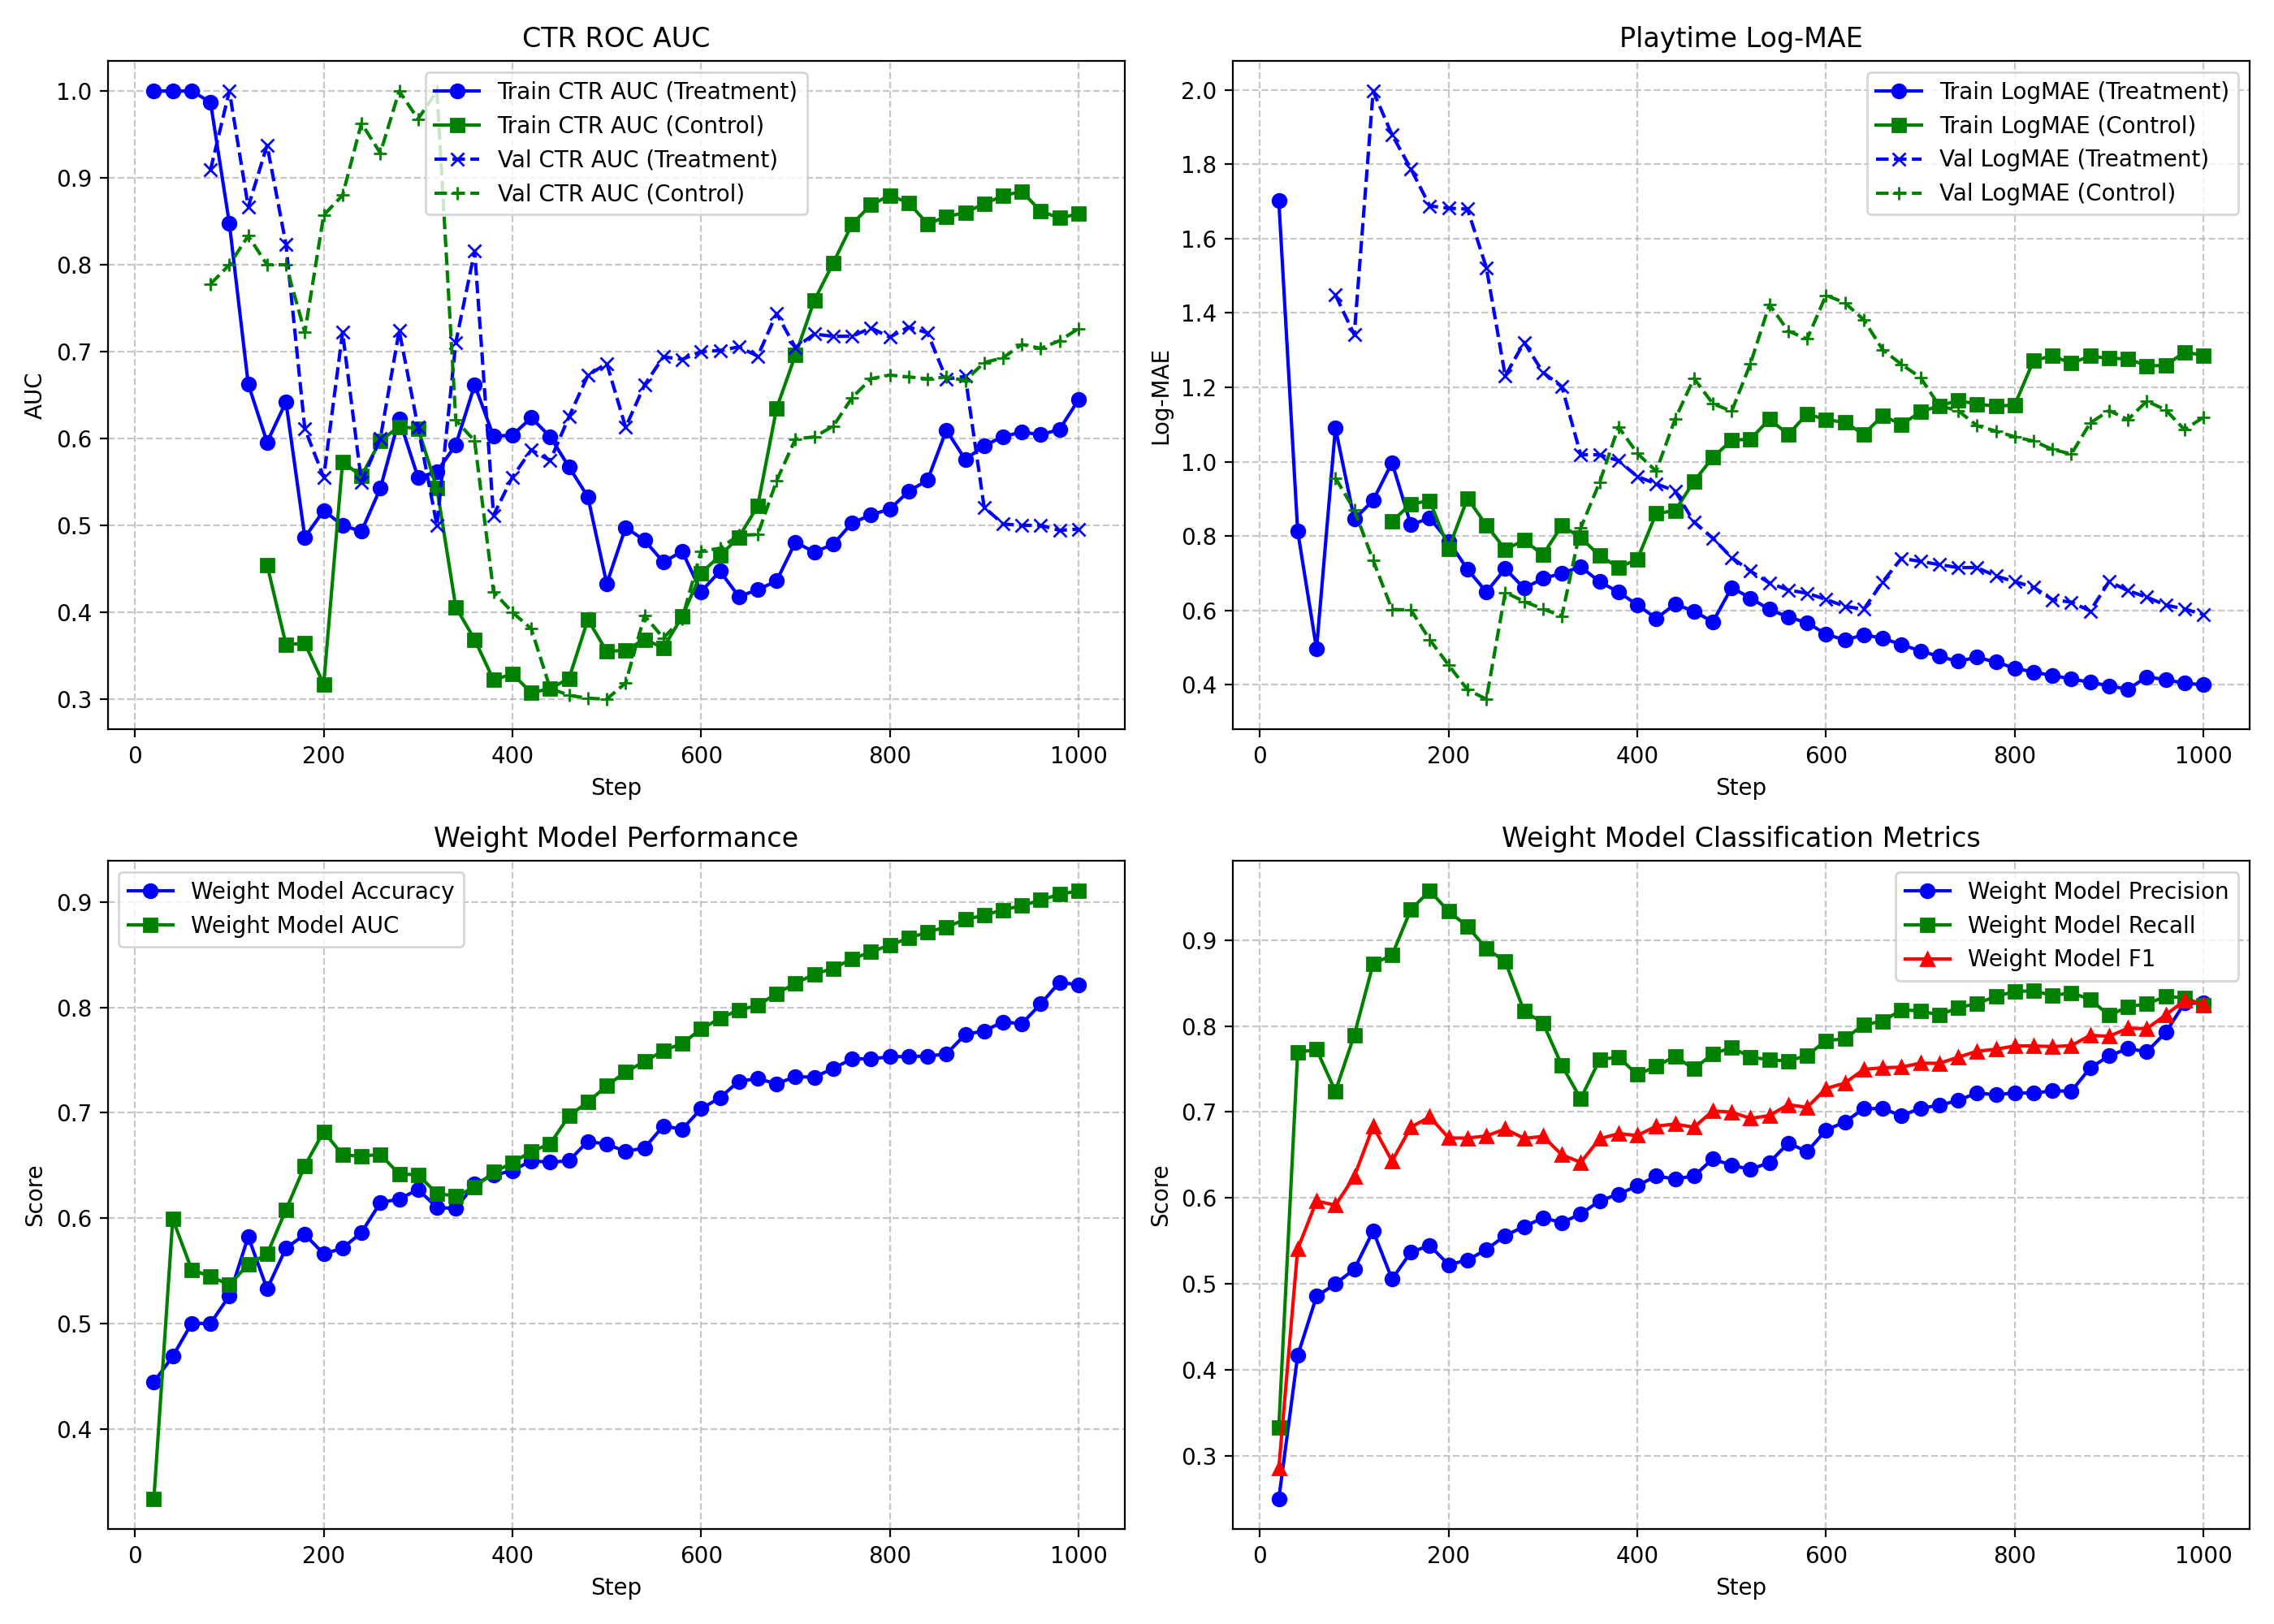 CTR ROC AUC
1.0
0.9
0.8
0.7
0.6
0.5
0.4
0.3
AUC
Train CTR AUC (Treatment)
Train CTR AUC (Control)
Val CTR AUC (Treatment)
Val CTR AUC (Control)
0 200 400 600 800 1000
Step
Playtime Log-MAE
2.0
1.8
1.6
1.4
1.2
1.0
0.8
0.6
0.4
Log-MAE
Train LogMAE (Treatment)
Train LogMAE (Control)
Val LogMAE (Treatment)
Val LogMAE (Control)
0 200 400 600 800 1000
Step
Weight Model Performance
0.9
0.8
0.7
0.6
0.5
0.4
Score
Weight Model Accuracy
Weight Model AUC
0 200 400 600 800 1000
Step
Weight Model Classification Metrics
0.9
0.8
0.7
0.6
0.5
0.4
0.3
Score
Weight Model Precision
Weight Model Recall
Weight Model F1
0 200 400 600 800 1000
Step